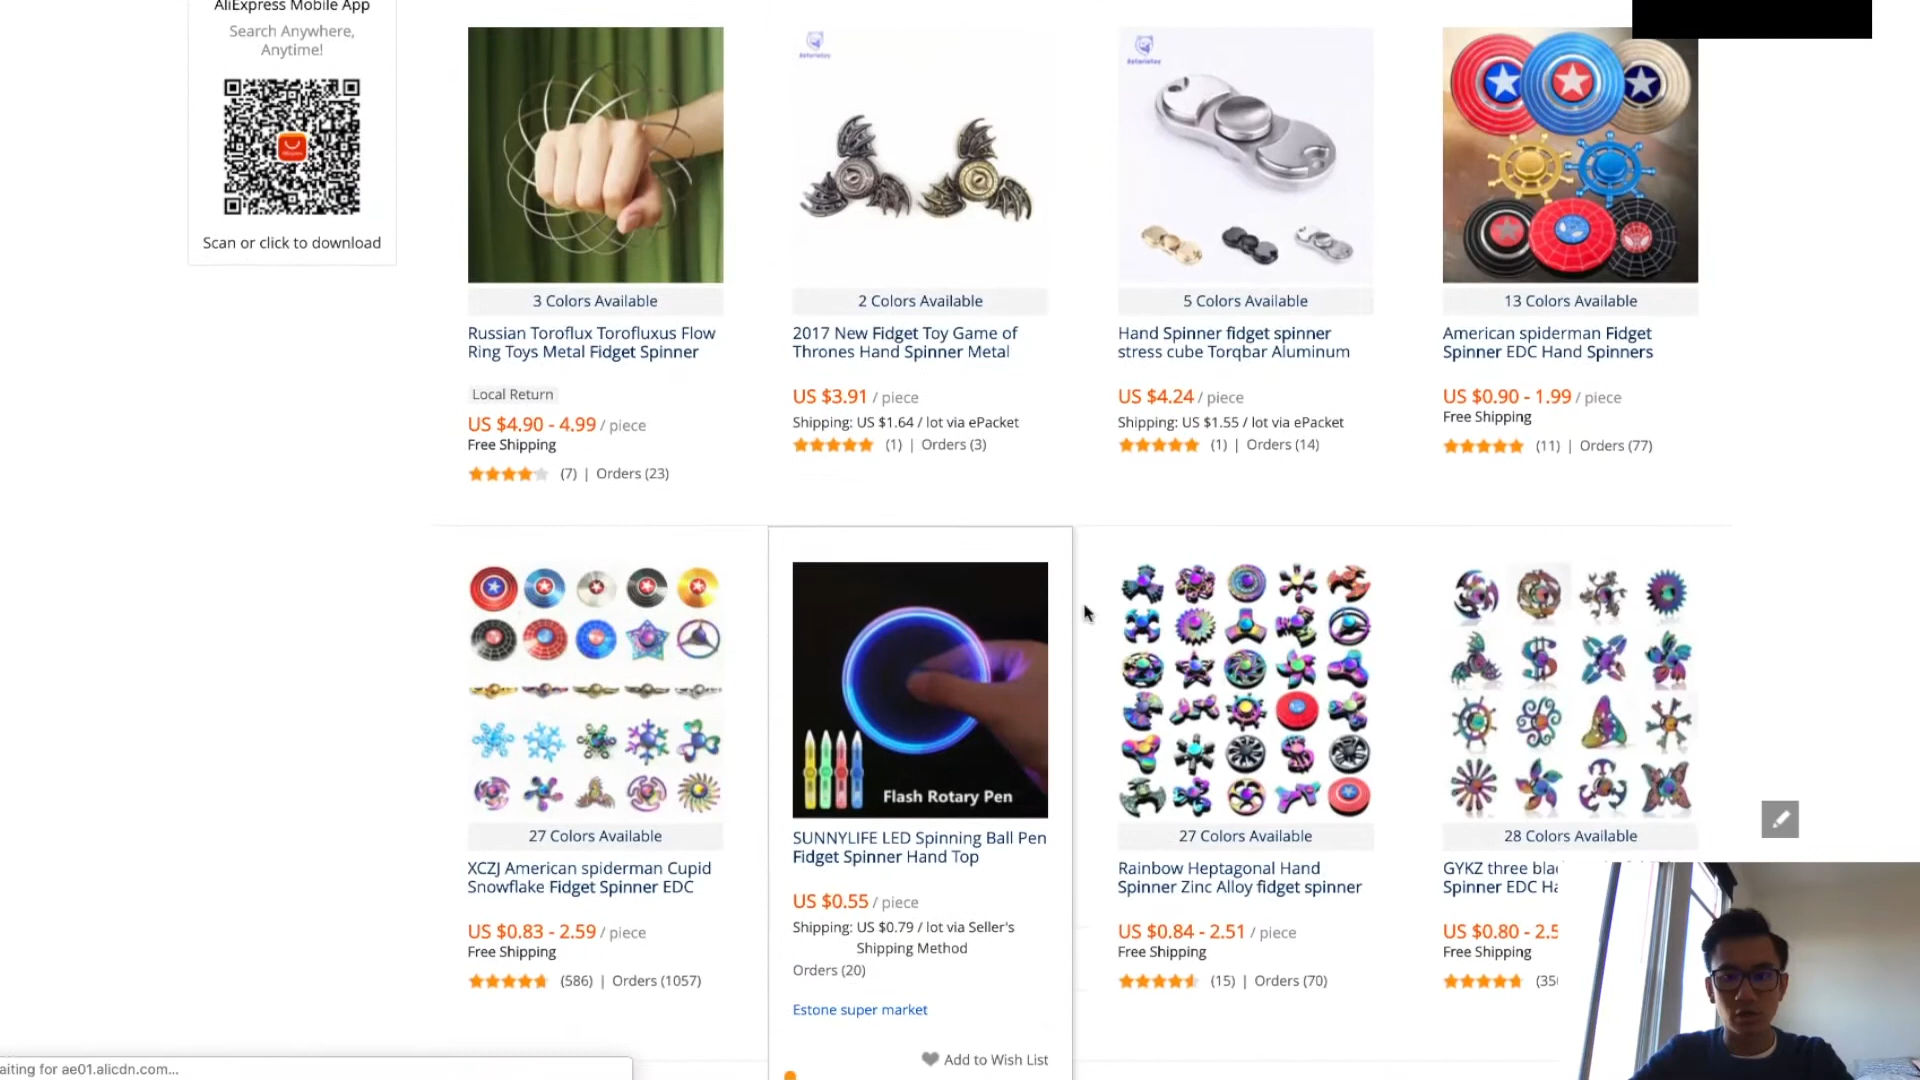 AliExpress Mobile App
Search Anywhere,
Anytime!
Scan or click to download
3 Colors Available
Russian Toroflux Torofluxus Flow
Ring Toys Metal Fidget Spinner
Local Return
US $4.90 - 4.99 / piece
Free Shipping
(7) | Orders (23)
2 Colors Available
2017 New Fidget Toy Game of
Thrones Hand Spinner Metal
US $3.91 / piece
Shipping: US $1.64 / lot via ePacket
(1) | Orders (3)
5 Colors Available
Hand Spinner fidget spinner
stress cube Torqbar Aluminum
US $4.24 / piece
Shipping: US $1.55 / lot via ePacket
(1) | Orders (14)
13 Colors Available
American spiderman Fidget
Spinner EDC Hand Spinners
US $0.90 - 1.99 / piece
Free Shipping
(11) | Orders (77)
27 Colors Available
XCZJ American spiderman Cupid
Snowflake Fidget Spinner EDC
US $0.83 - 2.59 / piece
Free Shipping
(586) | Orders (1057)
Flash Rotary Pen
SUNNYLIFE LED Spinning Ball Pen
Fidget Spinner Hand Top
US $0.55 / piece
Shipping: US $0.79 / lot via Seller's
Shipping Method
Orders (20)
Estone super market
Add to Wish List
27 Colors Available
Rainbow Heptagonal Hand
Spinner Zinc Alloy fidget spinner
US $0.84 - 2.51 / piece
Free Shipping
(15) | Orders (70)
28 Colors Available
GYKZ three bla
Spinner EDC Ha
US $0.80 - 2.5
Free Shipping
(35
aiting for ae01.alicdn.com...